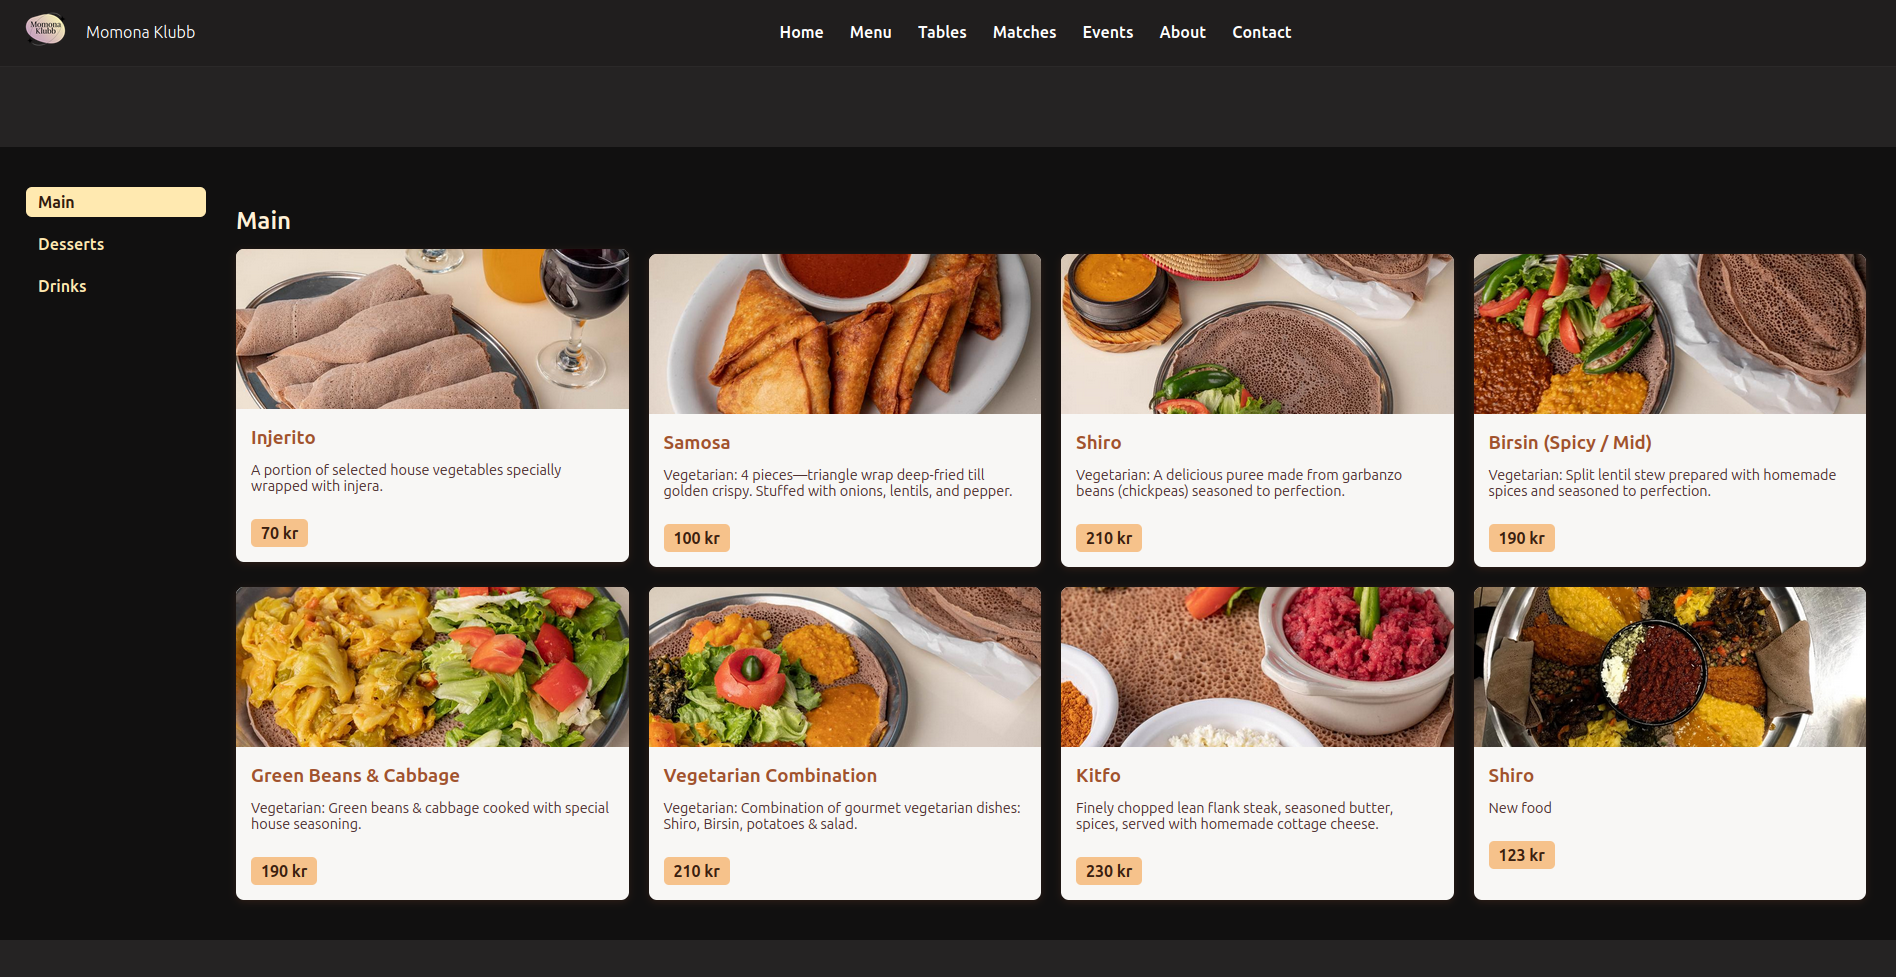 Momona
Klubb
Momona Klubb
Home
Menu
Tables
Matches
Events
About
Contact
Main
Desserts
Drinks
Main
Injerito
A portion of selected house vegetables specially
wrapped with injera.
70 kr
Samosa
Vegetarian: 4 pieces—triangle wrap deep-fried till
golden crispy. Stuffed with onions, lentils, and pepper.
100 kr
Shiro
Vegetarian: A delicious puree made from garbanzo
beans (chickpeas) seasoned to perfection.
210 kr
Birsin (Spicy / Mid)
Vegetarian: Split lentil stew prepared with homemade
spices and seasoned to perfection.
190 kr
Green Beans & Cabbage
Vegetarian: Green beans & cabbage cooked with special
house seasoning.
190 kr
Vegetarian Combination
Vegetarian: Combination of gourmet vegetarian dishes:
Shiro, Birsin, potatoes & salad.
210 kr
Kitfo
Finely chopped lean flank steak, seasoned butter,
spices, served with homemade cottage cheese.
230 kr
Shiro
New food
123 kr